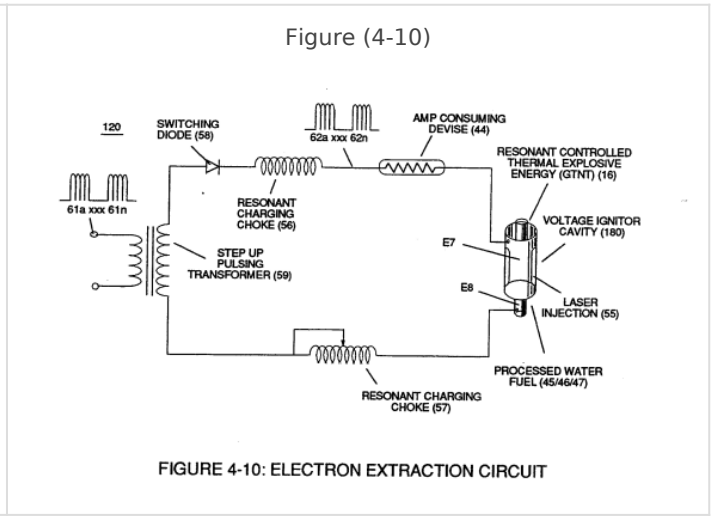 Figure (4-10)
120
SWITCHING
DIODE (58)
62a xxx 62n
AMP CONSUMING
DEVISE (44)
RESONANT CONTROLLED
THERMAL EXPLOSIVE
ENERGY (GTNT) (16)
61a xxx 61n
RESONANT
CHARGING
CHOKE (56)
VOLTAGE IGNITOR
CAVITY (180)
E7
STEP UP
PULSING
TRANSFORMER (59)
E8
LASER
INJECTION (55)
PROCESSED WATER
FUEL (45/46/47)
RESONANT CHARGING
CHOKE (57)
FIGURE 4-10: ELECTRON EXTRACTION CIRCUIT